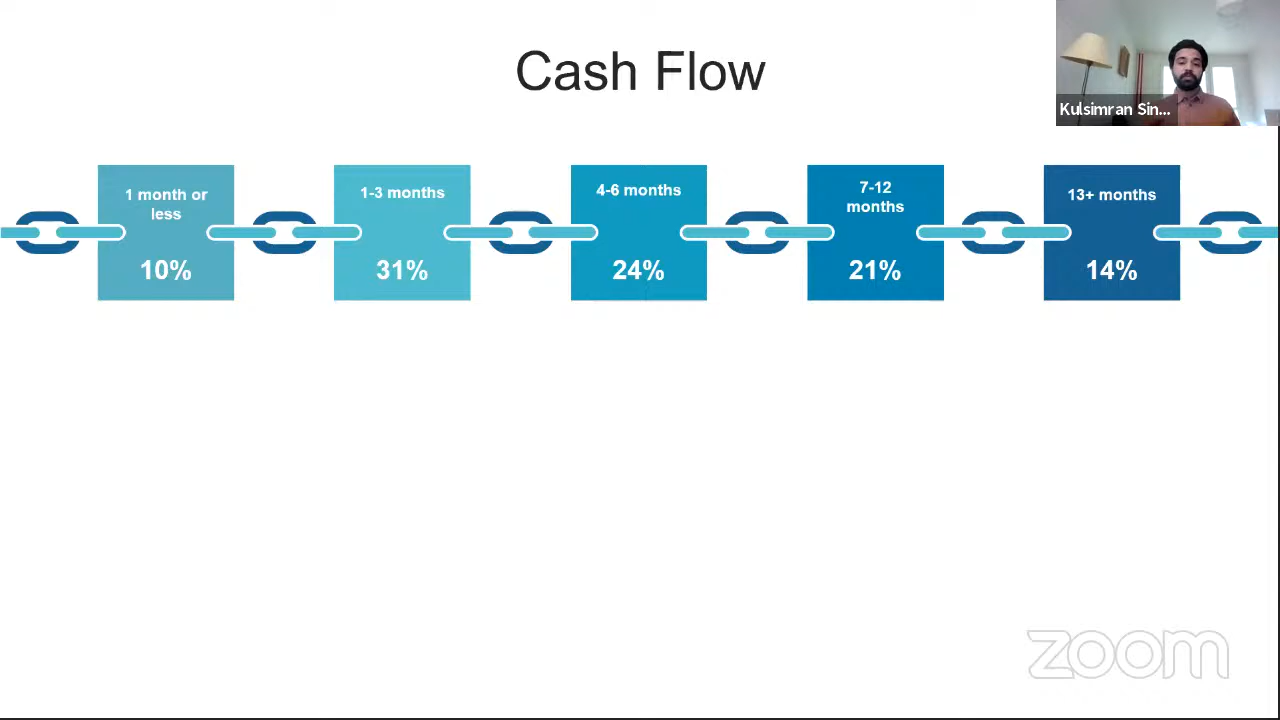 Cash Flow
Kulsimran Sin...
1 month or
less
10%
1-3 months
31%
4-6 months
24%
7-12
months
21%
13+ months
14%
zoom